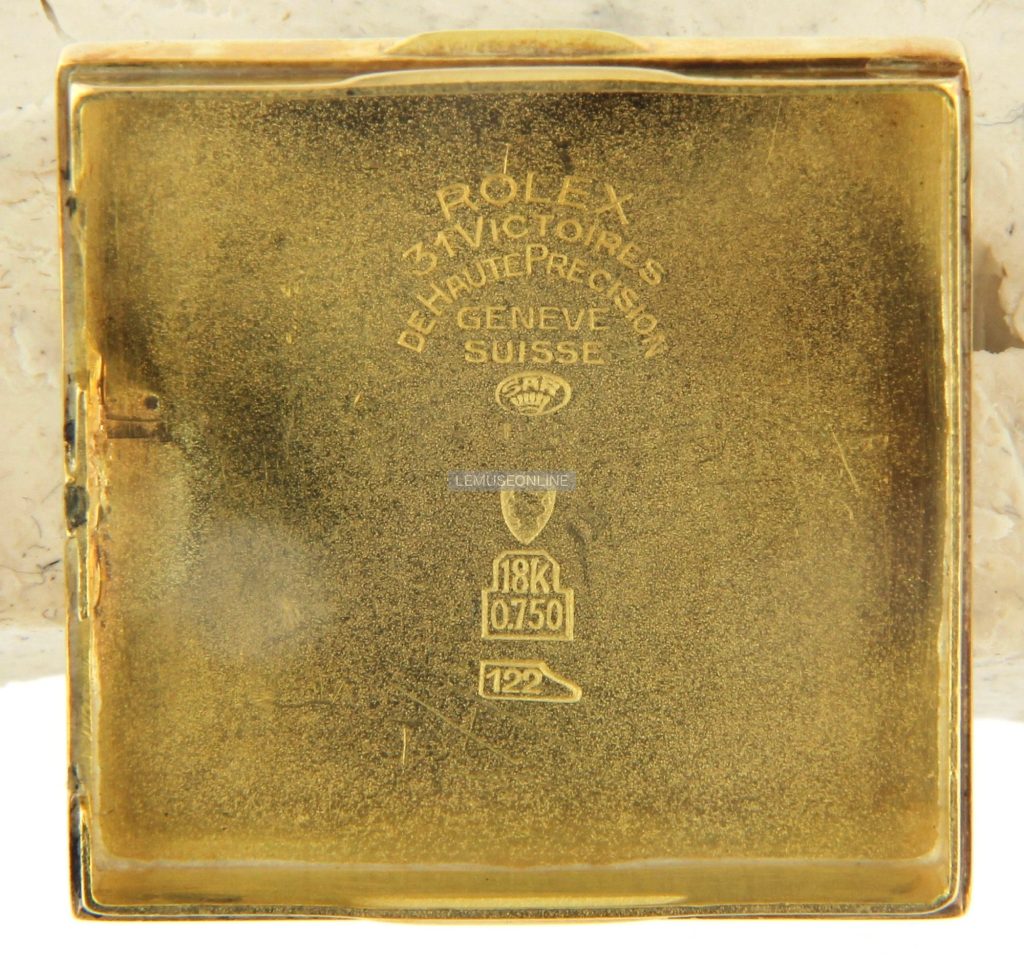 ROLEX
31 VICTOIRES
DE HAUTE PRECISION
GENEVE
SUISSE
SAR
LEMUSEONLINE
18K
0.750
122